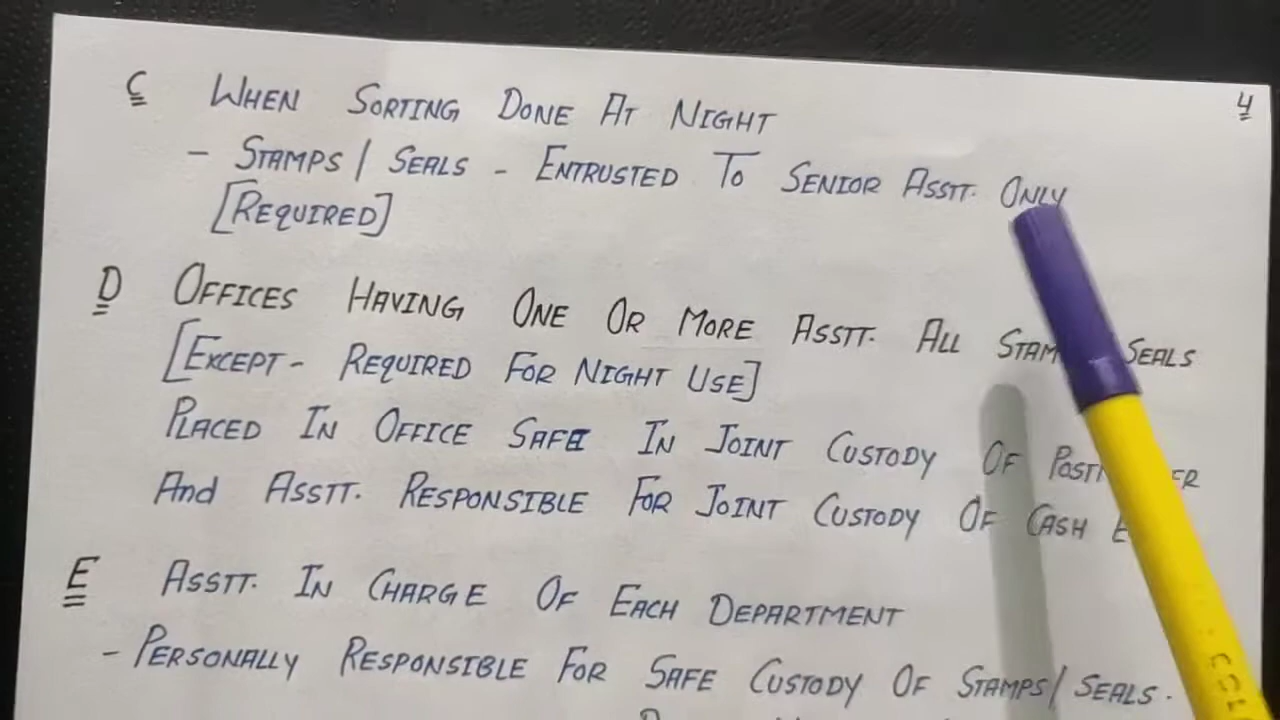 4
C WHEN SORTING DONE AT NIGHT
- STAMPS / SEALS - ENTRUSTED TO SENIOR ASSTT. ONLY
[REQUIRED]
D OFFICES HAVING ONE OR MORE ASSTT. ALL SEALS
[EXCEPT - REQUIRED FOR NIGHT USE]
PLACED IN OFFICE SAFE IN JOINT CUSTODY OF
And ASSTT. RESPONSIBLE FOR JOINT CUSTODY OF CASH
E ASSTT. IN CHARGE OF EACH DEPARTMENT
- PERSONALLY RESPONSIBLE FOR SAFE CUSTODY OF STAMPS / SEALS.